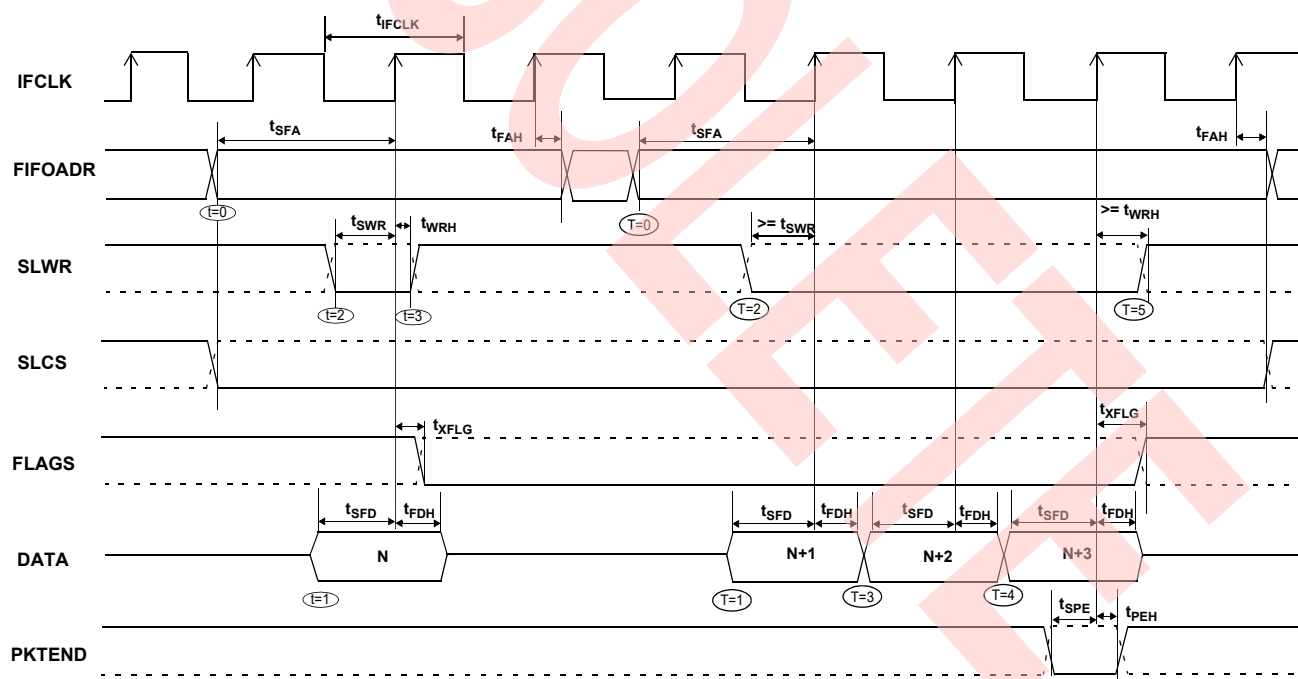 tIFCLK
IFCLK
tSFA
tFAH
tSFA
tFAH
FIFOADR
t=0
T=0
tSWR
tWRH
>= tSWR
>= tWRH
SLWR
t=2
t=3
T=2
T=5
SLCS
tXFLG
tXFLG
FLAGS
tSFD
tFDH
tSFD
tFDH
tSFD
tFDH
tSFD
tFDH
DATA
N
N+1
N+2
N+3
t=1
T=1
T=3
T=4
tSPE
tPEH
PKTEND
OLETE